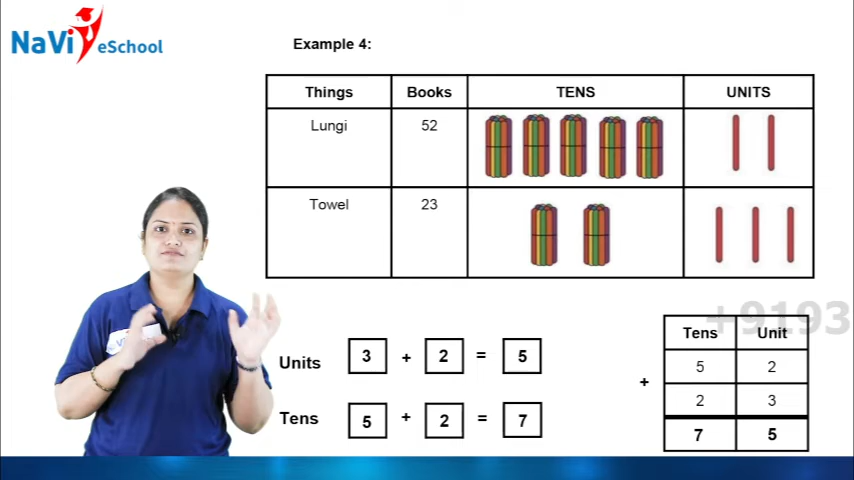 NaVi eSchool
Example 4:
Things Books TENS UNITS
Lungi 52
Towel 23
+9193
Units 3 + 2 = 5
Tens 5 + 2 = 7
Tens Unit
5 2
+ 2 3
7 5